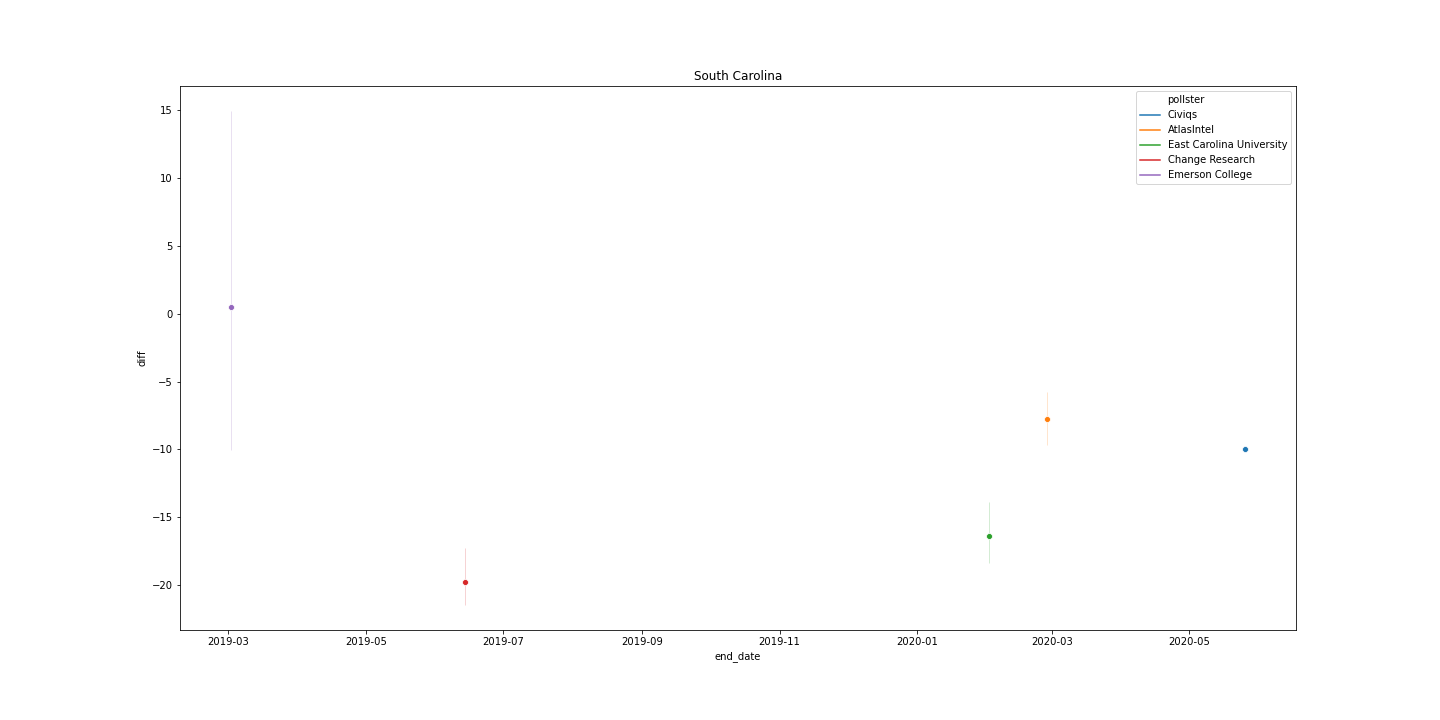 South Carolina
pollster
Civiqs
AtlasIntel
East Carolina University
Change Research
Emerson College
diff
15
10
5
0
−5
−10
−15
−20
2019-03 2019-05 2019-07 2019-09 2019-11 2020-01 2020-03 2020-05
end_date